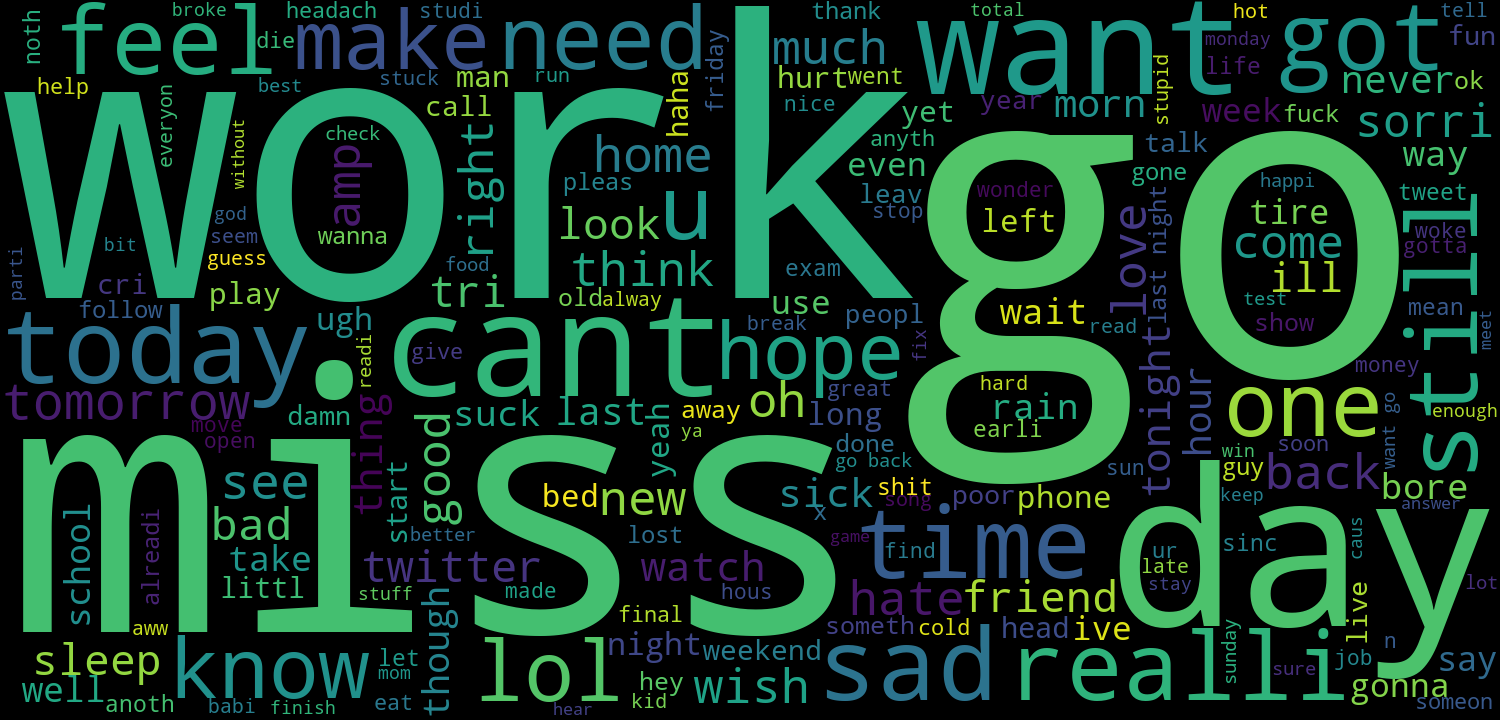 noth
broke
headach
studi
thank
total
hot
tell
feel
die
make
need
much
want
got
monday
fun
help
best
stuck
man
run
friday
haha
hurt
went
nice
stupid
life
never
ok
work
everyon
without
check
amp
call
right
home
pleas
yet
year
morn
week
fuck
sorri
anyth
even
talk
way
go
god
seem
bit
wanna
guess
look
u
leav
stop
wonder
left
gone
happi
tire
come
ill
test
show
tweet
woke
gotta
still
parti
cri
follow
play
tri
think
food
exam
old
alway
use
peopl
wait
love
last night
mean
meet
today
.
ugh
readi
give
cant
hope
break
fix
read
tonight
money
tomorrow
move
open
damn
thing
good
suck
last
yeah
away
ya
oh
great
long
hard
rain
earli
hour
one
want go
enough
miss
see
bad
start
bed
new
sick
x
done
go back
shit
song
poor
phone
sun
win
guy
soon
back
bore
answer
school
alreadi
take
littl
twitter
better
stuff
lost
made
watch
hous
game
time
find
day
ur
late
stay
keep
sinc
caus
lot
aww
sleep
know
let
mom
though
final
night
weekend
hate
friend
someth
cold
head
ive
live
n
well
anoth
babi
finish
eat
lol
hey
kid
hear
wish
sad
realli
sunday
sure
job
gonna
say
someon